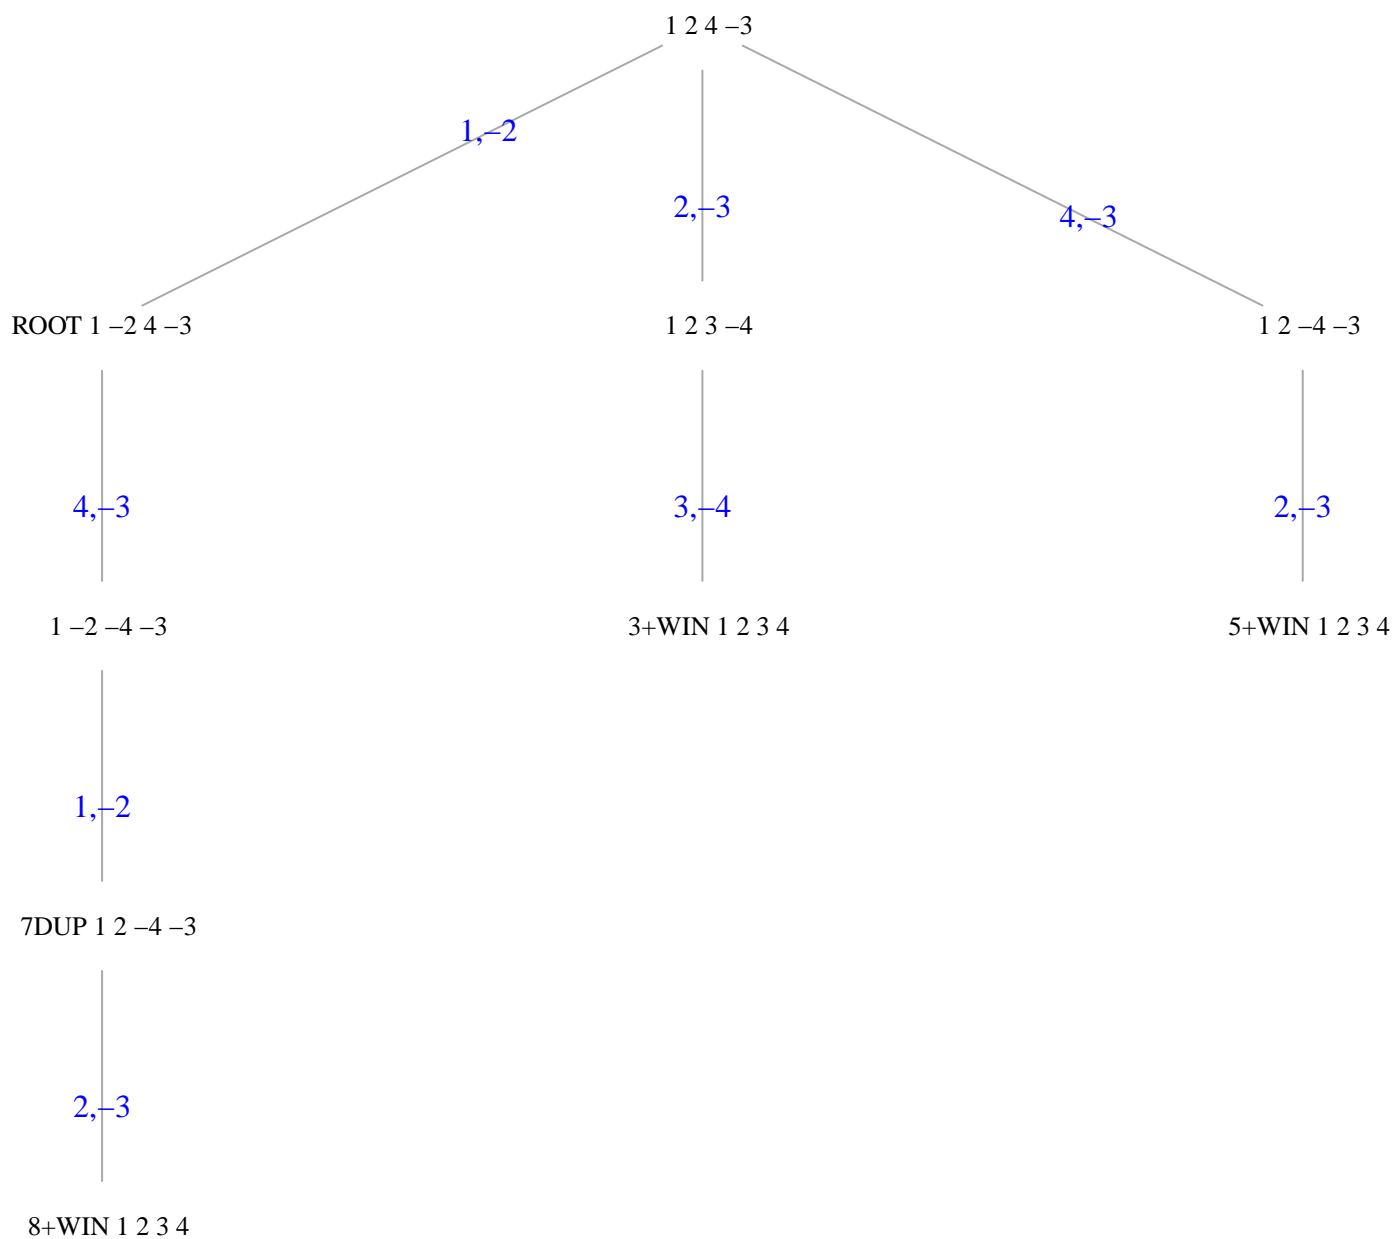 1 2 4 −3
1,−2
2,−3
4,−3
ROOT 1 −2 4 −3
1 2 3 −4
1 2 −4 −3
4,−3
3,−4
2,−3
1 −2 −4 −3
3+WIN 1 2 3 4
5+WIN 1 2 3 4
1,−2
7DUP 1 2 −4 −3
2,−3
8+WIN 1 2 3 4